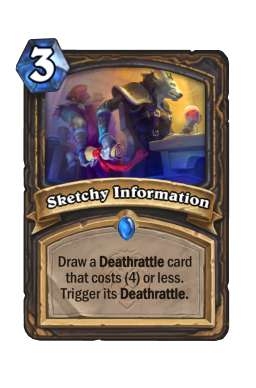 3
Sketchy Information
Draw a Deathrattle card
that costs (4) or less.
Trigger its Deathrattle.